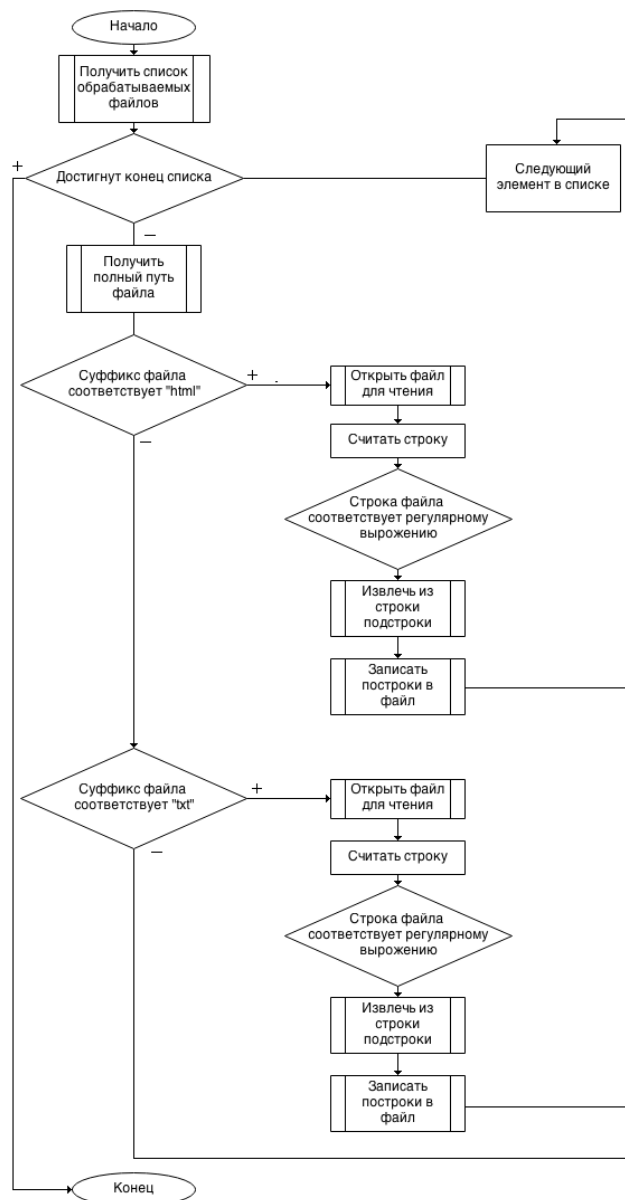 Начало
Получить список
обрабатываемых
файлов
+
Достигнут конец списка
Следующий
элемент в списке
—
Получить
полный путь
файла
Суффикс файла
соответствует "html"
+
Открыть файл
для чтения
—
Считать строку
Строка файла
соответствует регулярному
вырожению
Извлечь из
строки
подстроки
Записать
построки в
файл
Суффикс файла
соответствует "txt"
+
Открыть файл
для чтения
—
Считать строку
Строка файла
соответствует регулярному
вырожению
Извлечь из
строки
подстроки
Записать
построки в
файл
Конец